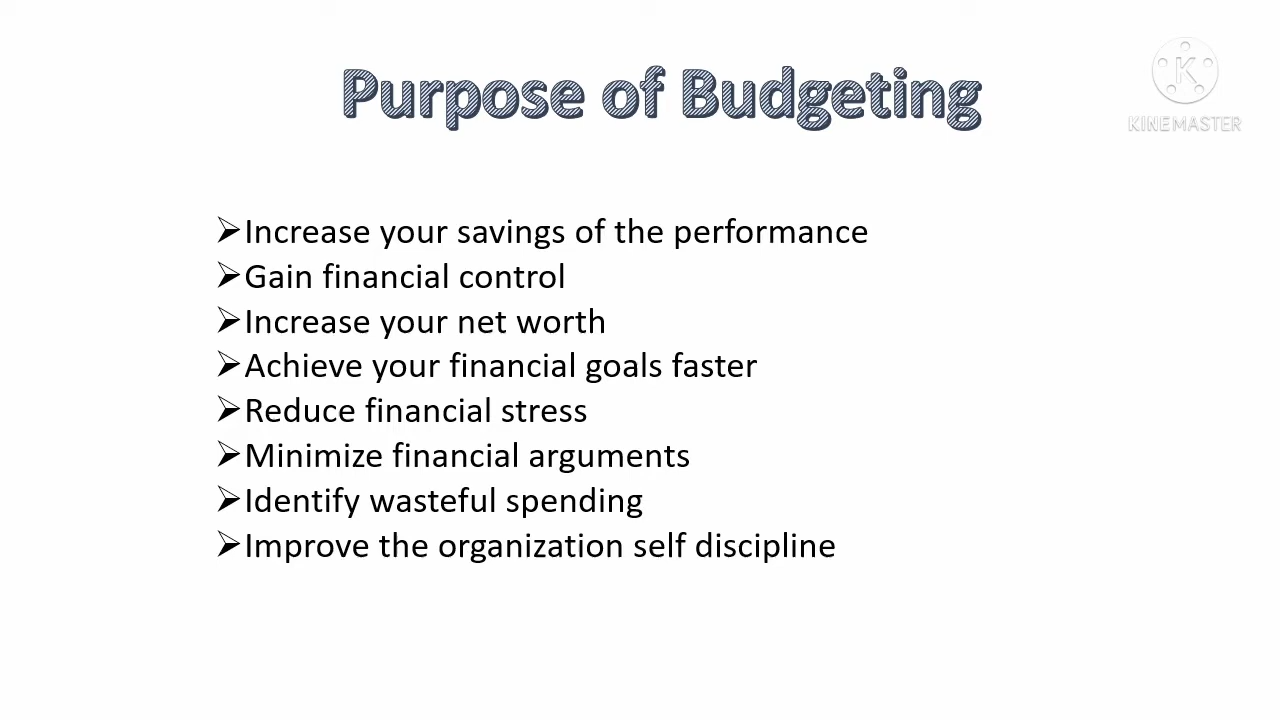 Purpose of Budgeting
KINEMASTER
➢Increase your savings of the performance
➢Gain financial control
➢Increase your net worth
➢Achieve your financial goals faster
➢Reduce financial stress
➢Minimize financial arguments
➢Identify wasteful spending
➢Improve the organization self discipline